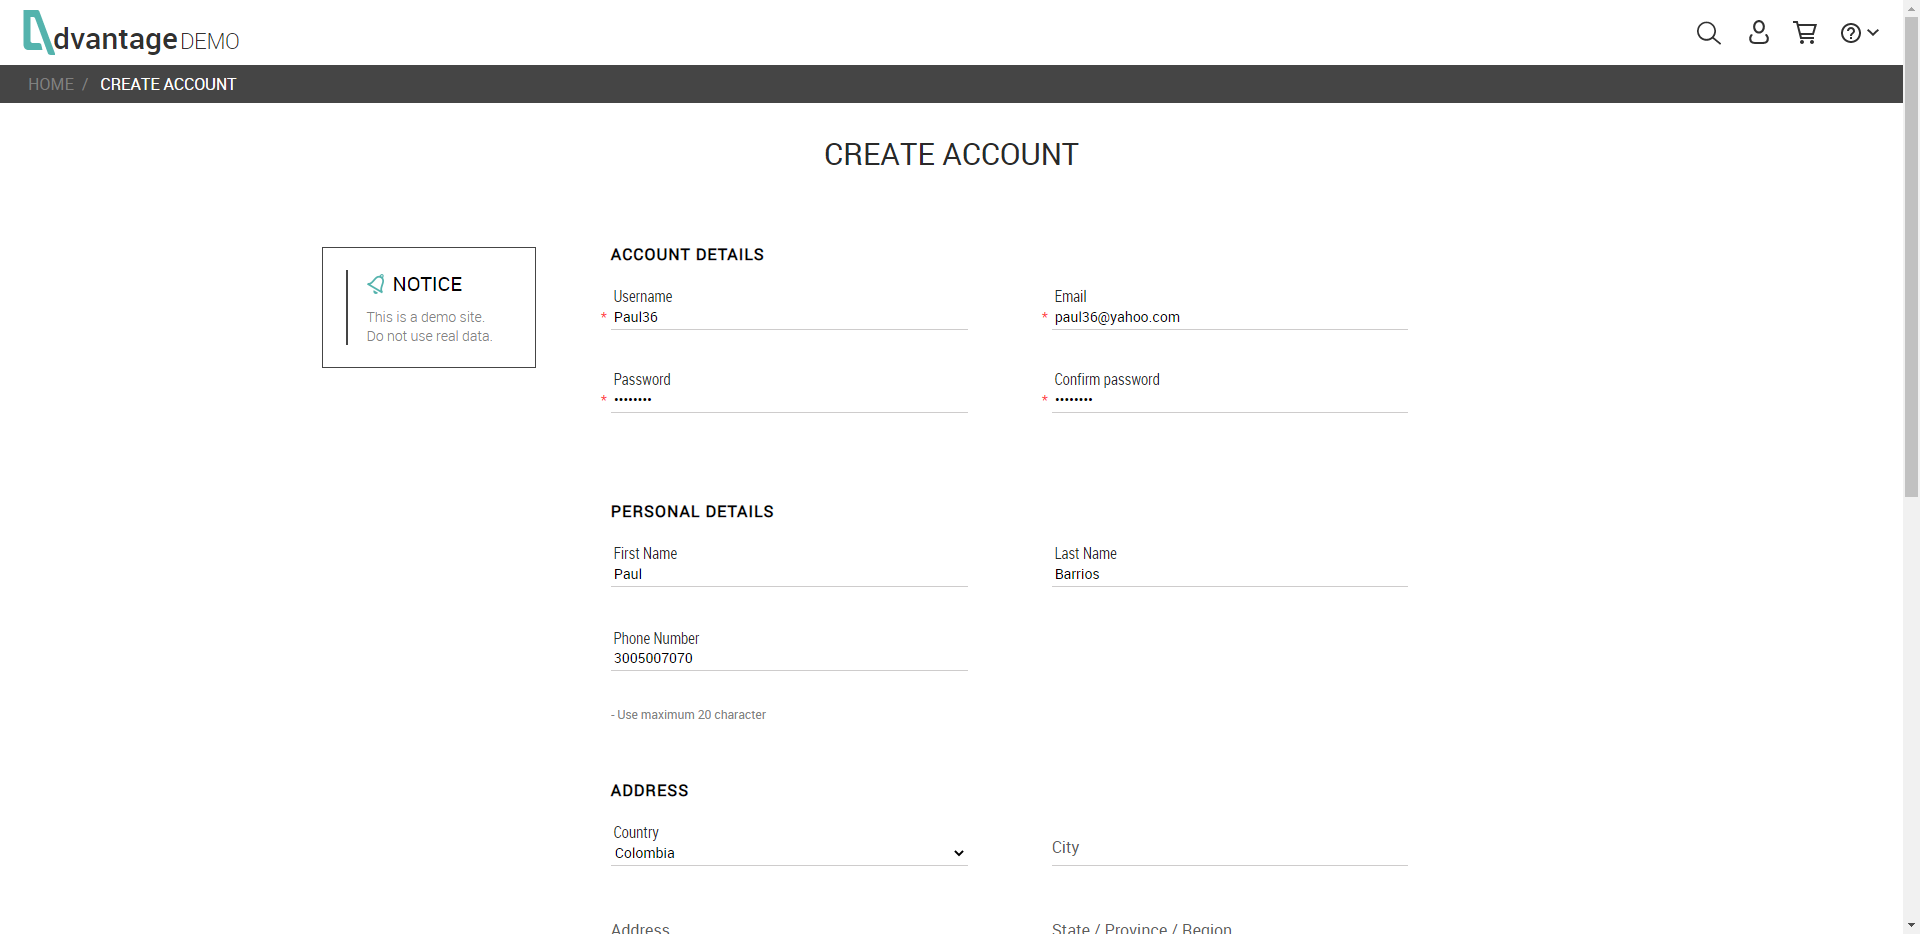 dvantage DEMO
HOME / CREATE ACCOUNT
CREATE ACCOUNT
NOTICE
This is a demo site.
Do not use real data.
ACCOUNT DETAILS
Username
* Paul36
Email
* paul36@yahoo.com
Password
* ••••••••
Confirm password
* ••••••••
PERSONAL DETAILS
First Name
Paul
Last Name
Barrios
Phone Number
3005007070
- Use maximum 20 character
ADDRESS
Country
Colombia
City
Address
State / Province / Region